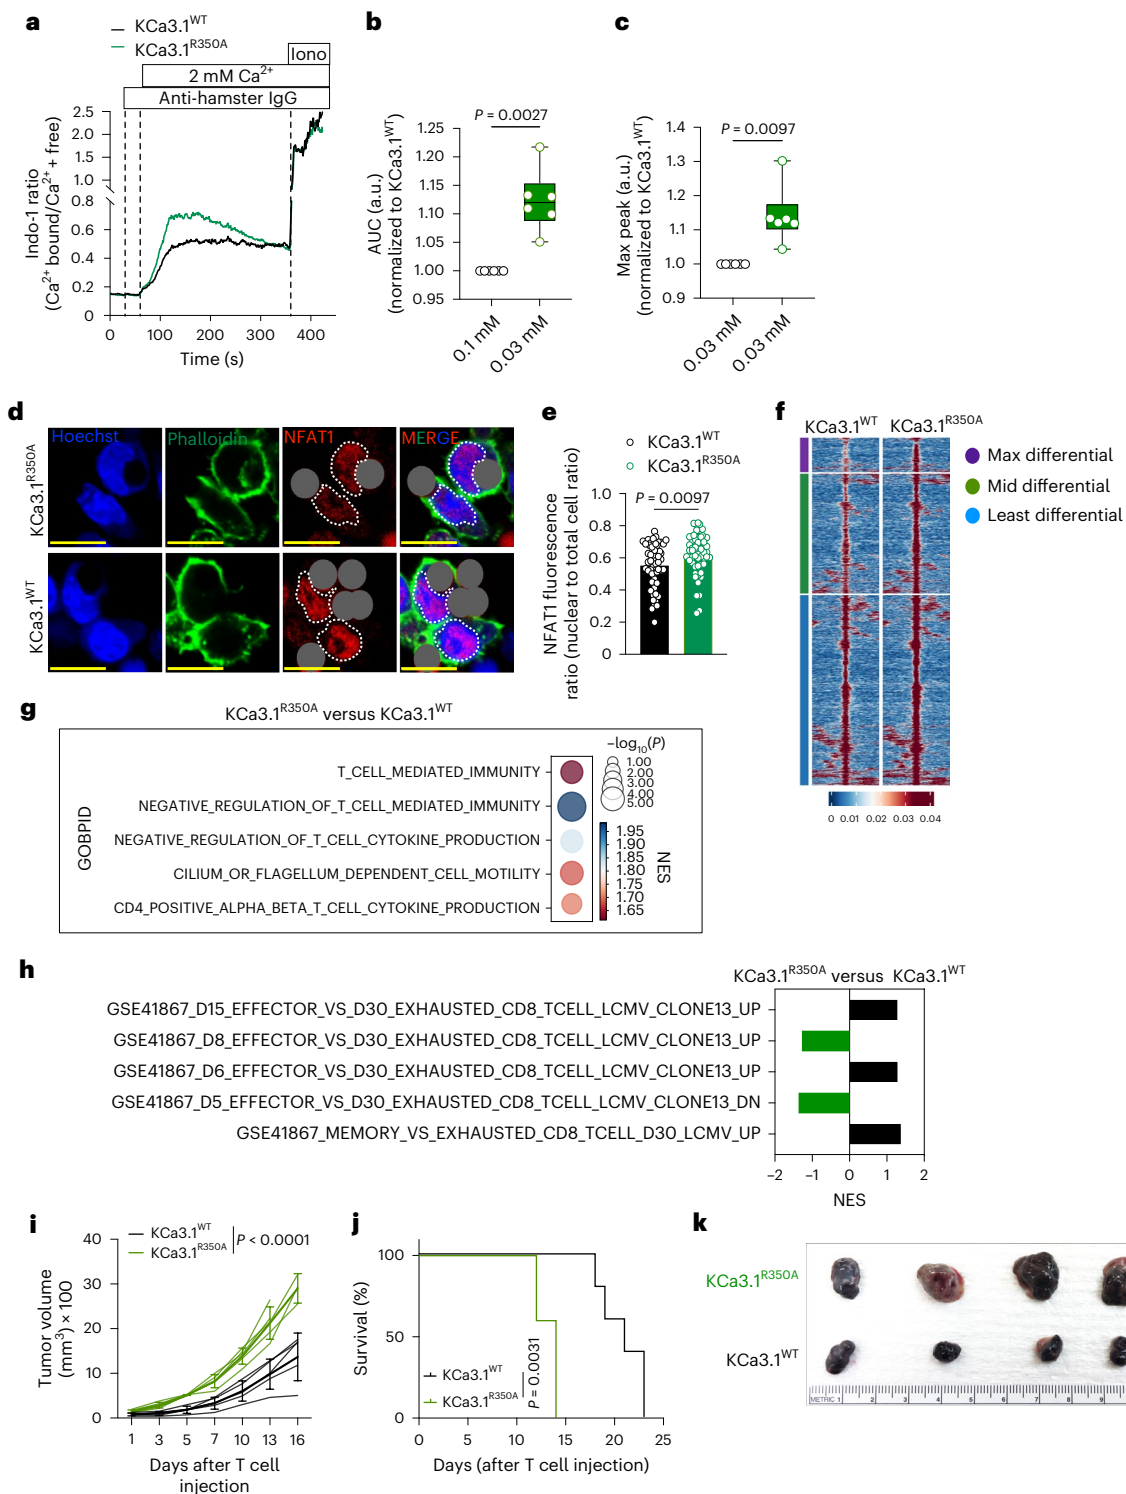 a
KCa3.1WT
KCa3.1R350A
Iono
2 mM Ca2+
Anti-hamster IgG
Indo-1 ratio
(Ca2+ bound/Ca2+ + free)
2.5
2.0
1.5
1.0
0.8
0.6
0.4
0.2
0
0 100 200 300 400
Time (s)
b
P = 0.0027
AUC (a.u.)
(normalized to KCa3.1WT)
1.25
1.20
1.15
1.10
1.05
1.00
0.95
0.1 mM 0.03 mM
c
P = 0.0097
Max peak (a.u.)
(normalized to KCa3.1WT)
1.4
1.3
1.2
1.1
1.0
0.9
0.03 mM 0.03 mM
d
Hoechst Phalloidin NFAT1 MERGE
KCa3.1R350A
KCa3.1WT
e
KCa3.1WT
KCa3.1R350A
P = 0.0097
NFAT1 fluorescence
ratio (nuclear to total cell ratio)
1.0
0.8
0.6
0.4
0.2
0
f
KCa3.1WT KCa3.1R350A
Max differential
Mid differential
Least differential
0 0.01 0.02 0.03 0.04
g
KCa3.1R350A versus KCa3.1WT
GOBPID
T_CELL_MEDIATED_IMMUNITY
NEGATIVE_REGULATION_OF_T_CELL_MEDIATED_IMMUNITY
NEGATIVE_REGULATION_OF_T_CELL_CYTOKINE_PRODUCTION
CILIUM_OR_FLAGELLUM_DEPENDENT_CELL_MOTILITY
CD4_POSITIVE_ALPHA_BETA_T_CELL_CYTOKINE_PRODUCTION
–log10(P)
1.00
2.00
3.00
4.00
5.00
1.95
1.90
1.85
1.80
1.75
1.70
1.65
NES
h
KCa3.1R350A versus KCa3.1WT
GSE41867_D15_EFFECTOR_VS_D30_EXHAUSTED_CD8_TCELL_LCMV_CLONE13_UP
GSE41867_D8_EFFECTOR_VS_D30_EXHAUSTED_CD8_TCELL_LCMV_CLONE13_UP
GSE41867_D6_EFFECTOR_VS_D30_EXHAUSTED_CD8_TCELL_LCMV_CLONE13_UP
GSE41867_D5_EFFECTOR_VS_D30_EXHAUSTED_CD8_TCELL_LCMV_CLONE13_DN
GSE41867_MEMORY_VS_EXHAUSTED_CD8_TCELL_D30_LCMV_UP
–2 –1 0 1 2
NES
i
KCa3.1WT
KCa3.1R350A
P < 0.0001
Tumor volume
(mm3) × 100
40
30
20
10
0
1 3 5 7 10 13 16
Days after T cell
injection
j
Survival (%)
100
50
0
KCa3.1WT
KCa3.1R350A
P = 0.0031
0 5 10 15 20 25
Days (after T cell injection)
k
KCa3.1R350A
KCa3.1WT
METRIC 1 2 3 4 5 6 7 8 9